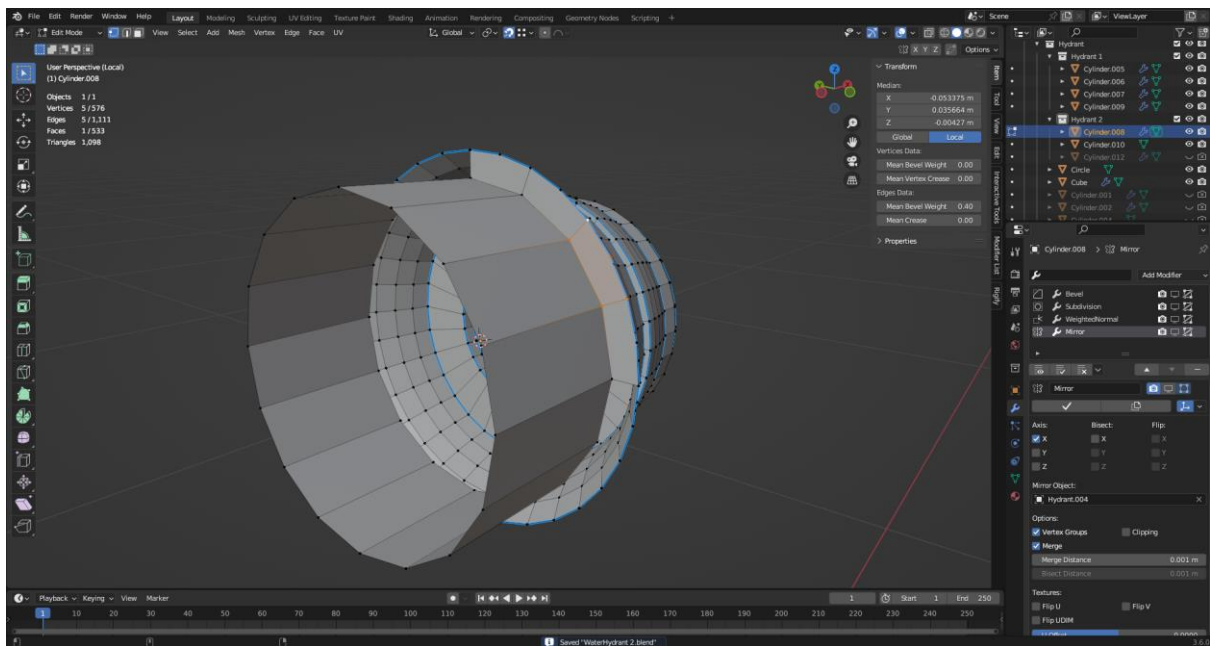 File Edit Render Window Help Layout Modeling Sculpting UV Editing Texture Paint Shading Animation Rendering Compositing Geometry Nodes Scripting + Scene ViewLayer
Edit Mode View Select Add Mesh Vertex Edge Face UV Global
X Y Z Options
User Perspective (Local)
(1) Cylinder.008
Objects 1/1
Vertices 5/576
Edges 5/1,111
Faces 1/533
Triangles 1,098
Transform
Median:
X -0.053375 m
Y 0.035664 m
Z -0.00427 m
Global Local
Vertices Data:
Mean Bevel Weight 0.00
Mean Vertex Crease 0.00
Edges Data:
Mean Bevel Weight 0.40
Mean Crease 0.00
Properties
Item
Tool
View
Edit
Interactive Tools
Modifier List
Rigify
Hydrant
Hydrant 1
Cylinder.005
Cylinder.006
Cylinder.007
Cylinder.009
Hydrant 2
Cylinder.008
Cylinder.010
Cylinder.012
Circle
Cube
Cylinder.001
Cylinder.002
Cylinder.008 > Mirror
Add Modifier
Bevel
Subdivision
WeightedNormal
Mirror
Mirror
Axis: Bisect: Flip:
X X X
Y Y Y
Z Z Z
Mirror Object:
Hydrant.004
Options:
Vertex Groups Clipping
Merge
Merge Distance 0.001 m
Bisect Distance 0.001 m
Textures:
Flip U Flip V
Flip UDIM
Playback Keying View Marker 1 Start 1 End 250
1 10 20 30 40 50 60 70 80 90 100 110 120 130 140 150 160 170 180 190 200 210 220 230 240 250
Saved "WaterHydrant 2.blend" 3.6.0